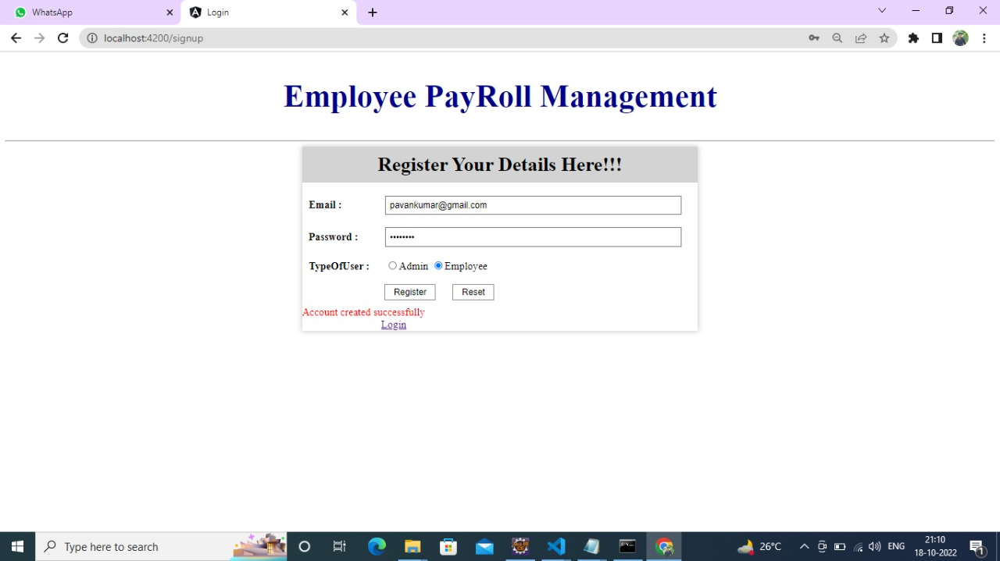 WhatsApp
Login
localhost:4200/signup
Employee PayRoll Management
Register Your Details Here!!!
Email : pavankumar@gmail.com
Password : ••••••••
TypeOfUser : Admin Employee
Register Reset
Account created successfully
Login
Type here to search
26°C
ENG
21:10
18-10-2022
1